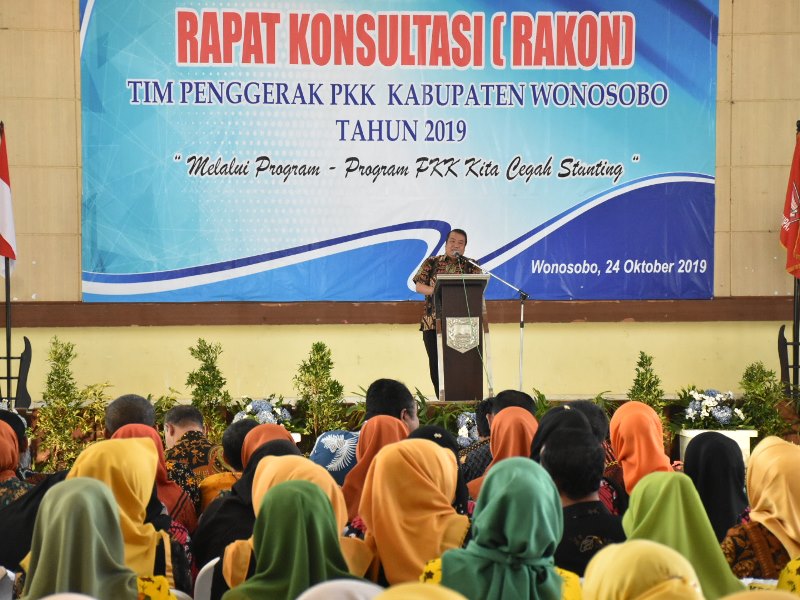 RAPAT KONSULTASI ( RAKON)
TIM PENGGERAK PKK KABUPATEN WONOSOBO
TAHUN 2019
“ Melalui Program - Program PKK Kita Cegah Stunting “
Wonosobo, 24 Oktober 2019